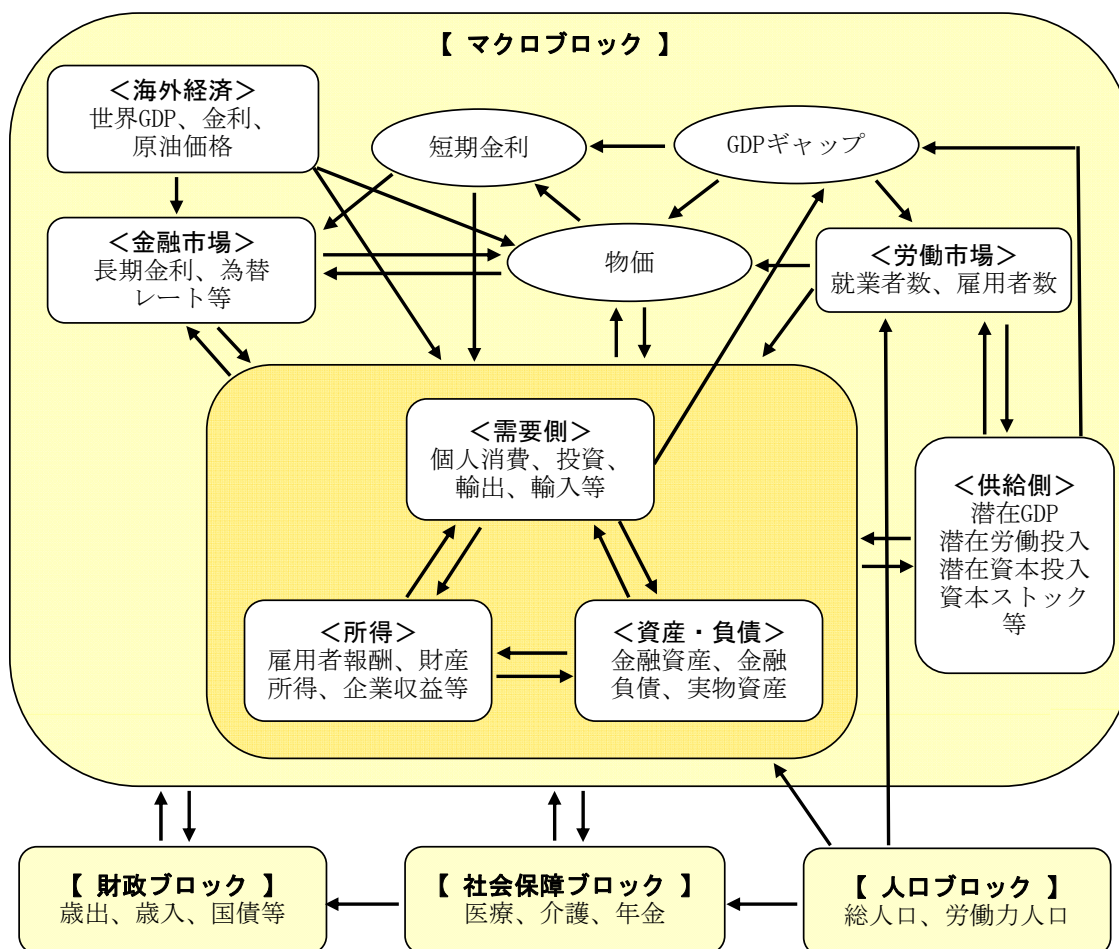 【 マクロブロック 】
＜海外経済＞
世界GDP、金利、
原油価格
短期金利
GDPギャップ
＜金融市場＞
長期金利、為替
レート等
物価
＜労働市場＞
就業者数、雇用者数
＜需要側＞
個人消費、投資、
輸出、輸入等
＜供給側＞
潜在GDP
潜在労働投入
潜在資本投入
資本ストック
等
＜所得＞
雇用者報酬、財産
所得、企業収益等
＜資産・負債＞
金融資産、金融
負債、実物資産
【 財政ブロック 】
歳出、歳入、国債等
【 社会保障ブロック 】
医療、介護、年金
【 人口ブロック 】
総人口、労働力人口